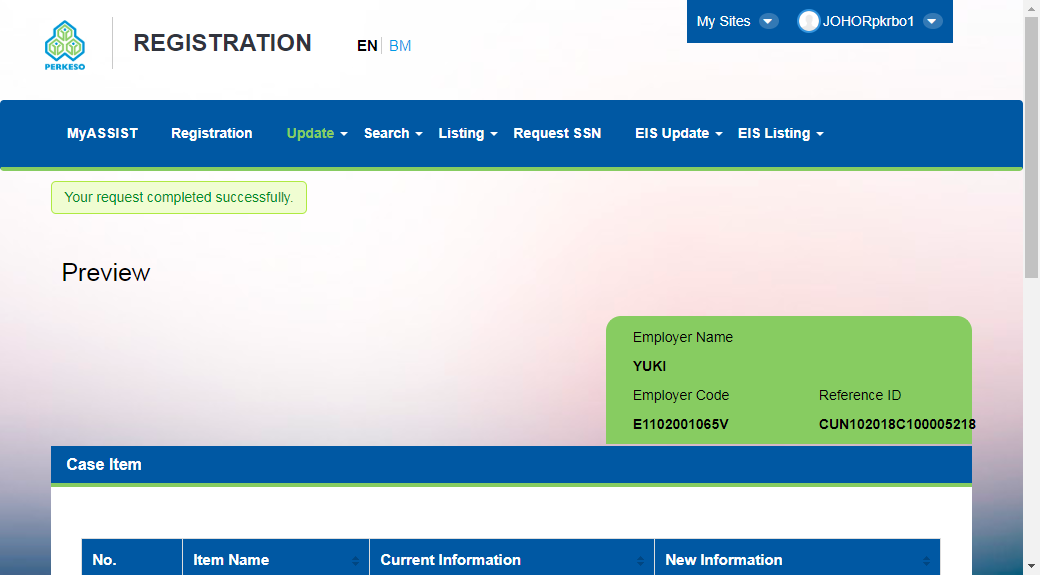 My Sites JOHORpkrbo1
PERKESO
REGISTRATION EN BM
MyASSIST Registration Update Search Listing Request SSN EIS Update EIS Listing
Your request completed successfully.
Preview
Employer Name
YUKI
Employer Code Reference ID
E1102001065V CUN102018C100005218
Case Item
No. Item Name Current Information New Information